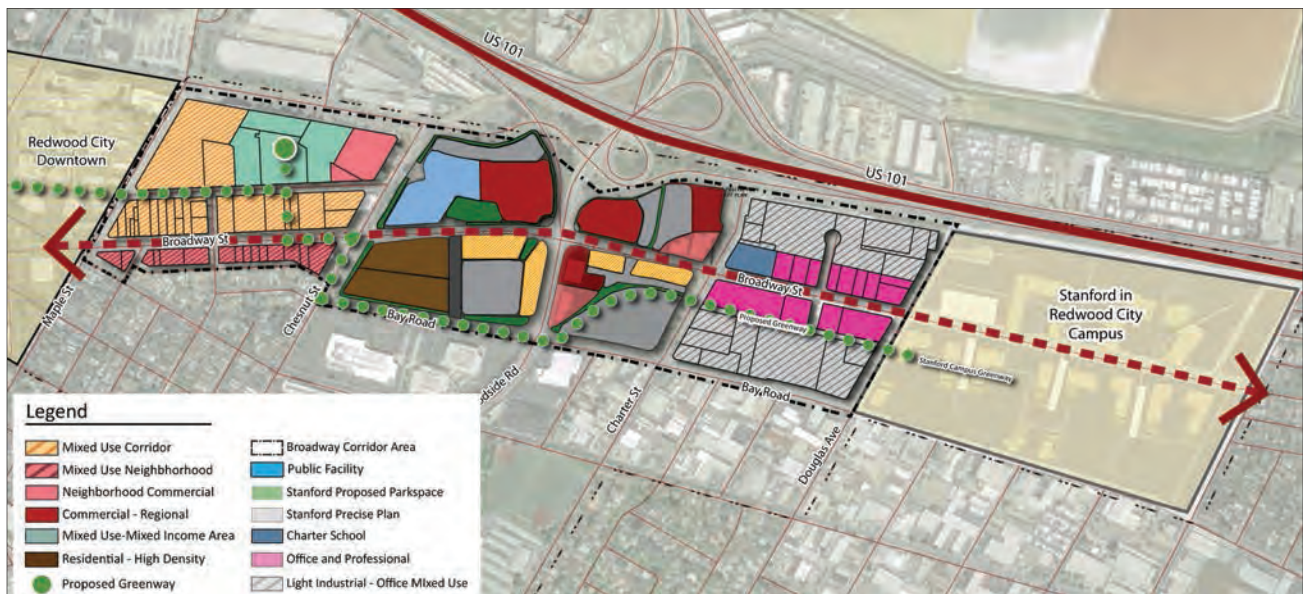 US 101
US 101
Redwood City
Downtown
Broadway St
Maple St
Chesnut St
Bay Road
odside Rd
Charter St
Broadway St
Proposed Greenway
Bay Road
Douglas Ave
Stanford Campus Greenway
Stanford in
Redwood City
Campus
Legend
Mixed Use Corridor
Mixed Use Neighbhorhood
Neighborhood Commercial
Commercial - Regional
Mixed Use-Mixed Income Area
Residential - High Density
Proposed Greenway
Broadway Corridor Area
Public Facility
Stanford Proposed Parkspace
Stanford Precise Plan
Charter School
Office and Professional
Light Industrial - Office MIxed Use